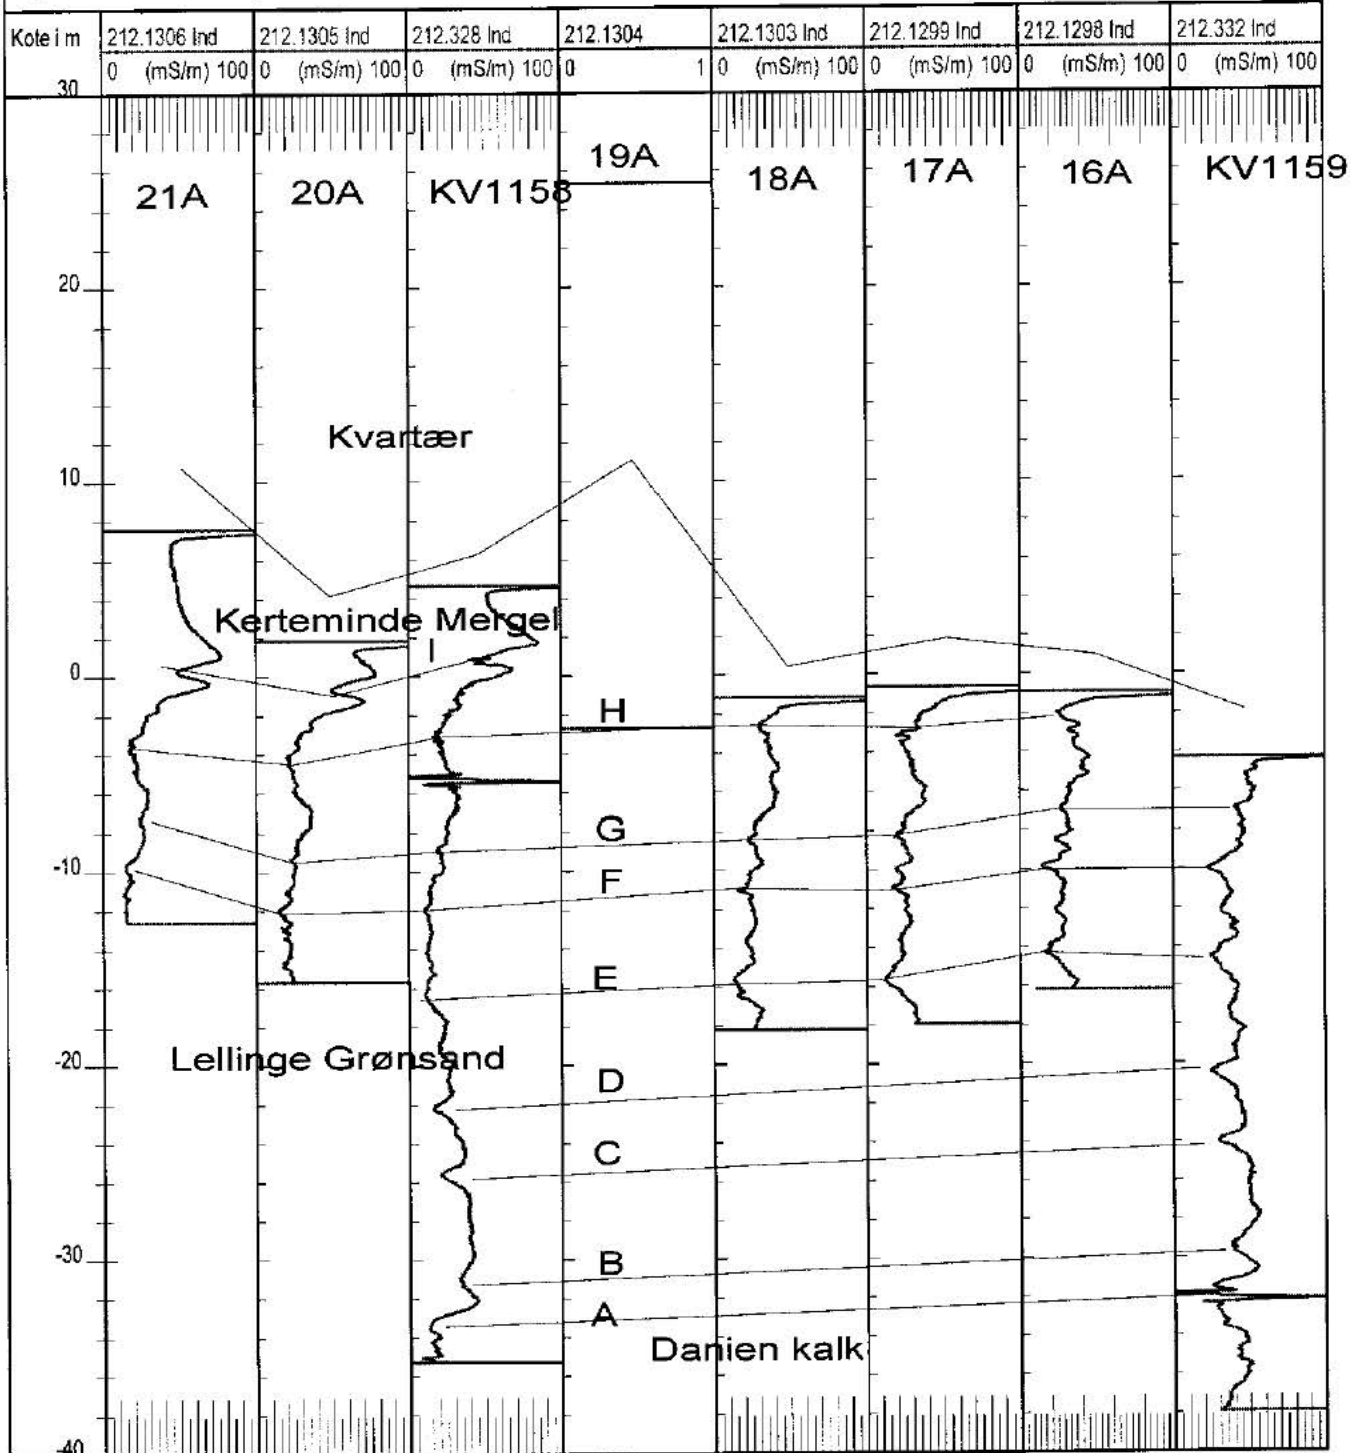 Kote i m 212.1306 Ind 212.1305 Ind 212.328 Ind 212.1304 212.1303 Ind 212.1299 Ind 212.1298 Ind 212.332 Ind
0 (mS/m) 100 0 (mS/m) 100 0 (mS/m) 100 0 1 0 (mS/m) 100 0 (mS/m) 100 0 (mS/m) 100 0 (mS/m) 100
30
21A 20A KV1158 19A 18A 17A 16A KV1159
20
Kvartær
10
Kerteminde Mergel
I
0
H
G
-10
F
E
Lellinge Grønsand
-20
D
C
-30
B
A
Danien kalk
-40